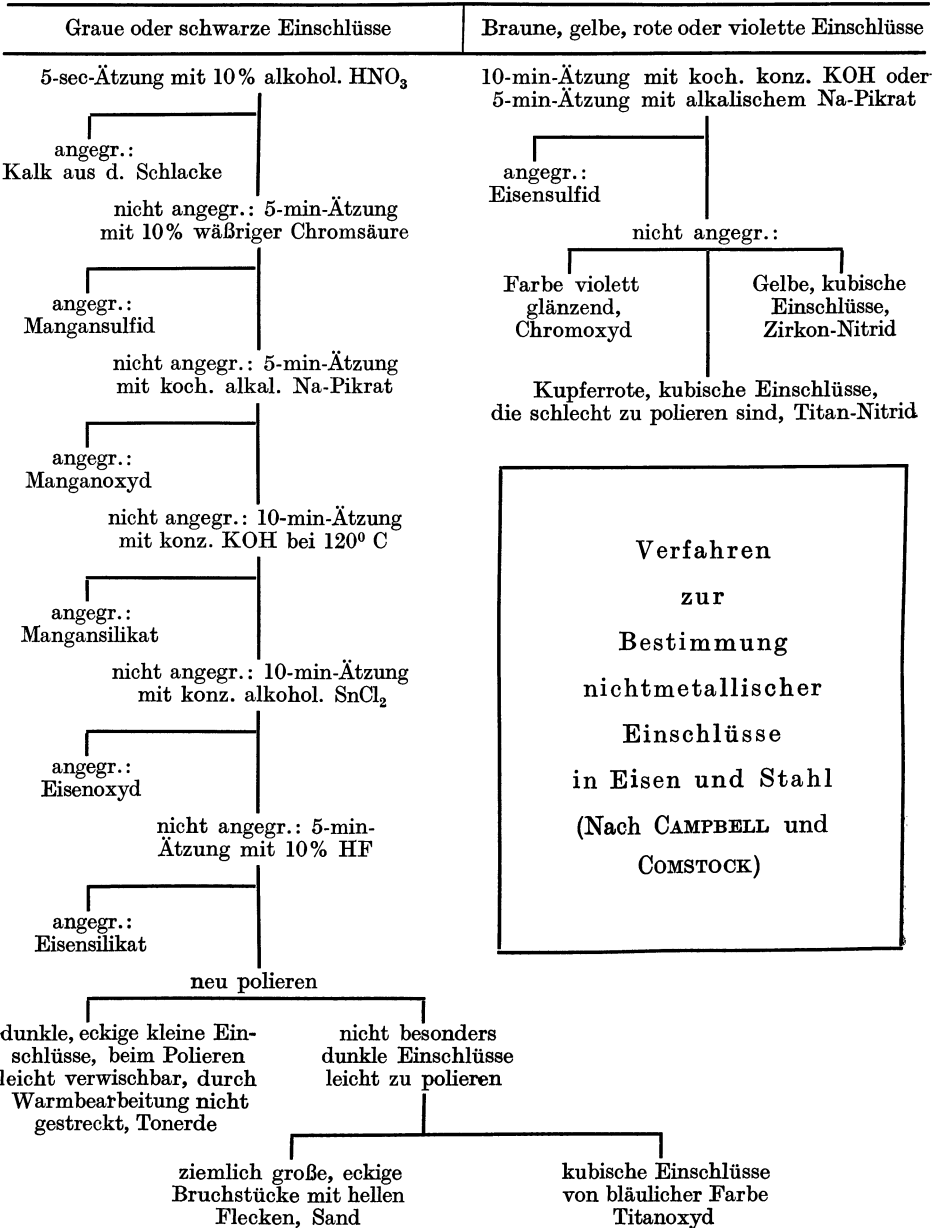 Graue oder schwarze Einschlüsse
5-sec-Ätzung mit 10% alkohol. HNO₃
angegr.:
Kalk aus d. Schlacke
nicht angegr.: 5-min-Ätzung
mit 10% wäßriger Chromsäure
angegr.:
Mangansulfid
nicht angegr.: 5-min-Ätzung
mit koch. alkal. Na-Pikrat
angegr.:
Manganoxyd
nicht angegr.: 10-min-Ätzung
mit konz. KOH bei 120⁰ C
angegr.:
Mangansilikat
nicht angegr.: 10-min-Ätzung
mit konz. alkohol. SnCl₂
angegr.:
Eisenoxyd
nicht angegr.: 5-min-
Ätzung mit 10% HF
angegr.:
Eisensilikat
neu polieren
dunkle, eckige kleine Ein-
schlüsse, beim Polieren
leicht verwischbar, durch
Warmbearbeitung nicht
gestreckt, Tonerde
nicht besonders
dunkle Einschlüsse
leicht zu polieren
ziemlich große, eckige
Bruchstücke mit hellen
Flecken, Sand
kubische Einschlüsse
von bläulicher Farbe
Titanoxyd
Braune, gelbe, rote oder violette Einschlüsse
10-min-Ätzung mit koch. konz. KOH oder
5-min-Ätzung mit alkalischem Na-Pikrat
angegr.:
Eisensulfid
nicht angegr.:
Farbe violett
glänzend,
Chromoxyd
Gelbe, kubische
Einschlüsse,
Zirkon-Nitrid
Kupferrote, kubische Einschlüsse,
die schlecht zu polieren sind, Titan-Nitrid
Verfahren
zur
Bestimmung
nichtmetallischer
Einschlüsse
in Eisen und Stahl
(Nach CAMPBELL und
COMSTOCK)